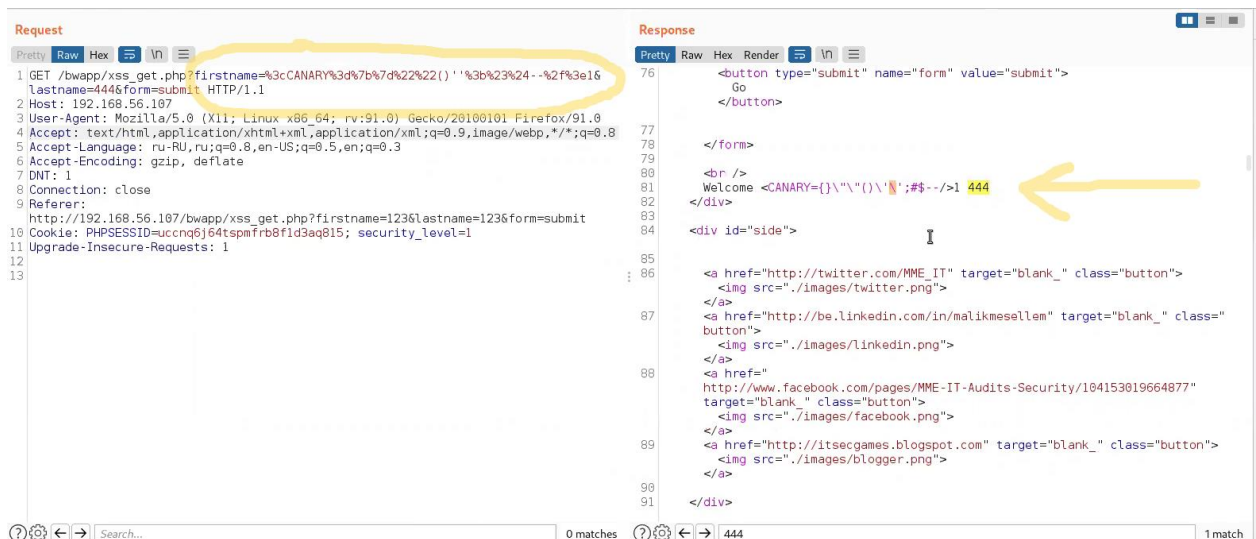 Request
Response
Pretty Raw Hex \n
Pretty Raw Hex Render \n
1 GET /bwapp/xss_get.php?firstname=%3cCANARY%3d%7b%7d%22%22()''%3b%23%24--%2f%3e1&
lastname=444&form=submit HTTP/1.1
2 Host: 192.168.56.107
3 User-Agent: Mozilla/5.0 (X11; Linux x86_64; rv:91.0) Gecko/20100101 Firefox/91.0
4 Accept: text/html,application/xhtml+xml,application/xml;q=0.9,image/webp,*/*;q=0.8
5 Accept-Language: ru-RU,ru;q=0.8,en-US;q=0.5,en;q=0.3
6 Accept-Encoding: gzip, deflate
7 DNT: 1
8 Connection: close
9 Referer:
http://192.168.56.107/bwapp/xss_get.php?firstname=123&lastname=123&form=submit
10 Cookie: PHPSESSID=uccnq6j64tspmfrb8f1d3aq815; security_level=1
11 Upgrade-Insecure-Requests: 1
12
13
76 <button type="submit" name="form" value="submit">
Go
</button>
77
78 </form>
79
80 <br />
81 Welcome <CANARY={}\"\"()\'\';#$--/>1 444
82 </div>
83
84 <div id="side">
85
86 <a href="http://twitter.com/MME_IT" target="blank_" class="button">
<img src="./images/twitter.png">
</a>
87 <a href="http://be.linkedin.com/in/malikmesellem" target="blank_" class="
button">
<img src="./images/linkedin.png">
</a>
88 <a href="
http://www.facebook.com/pages/MME-IT-Audits-Security/104153019664877"
target="blank_" class="button">
<img src="./images/facebook.png">
</a>
89 <a href="http://itsecgames.blogspot.com" target="blank_" class="button">
<img src="./images/blogger.png">
</a>
90
91 </div>
Search... 0 matches
444 1 match